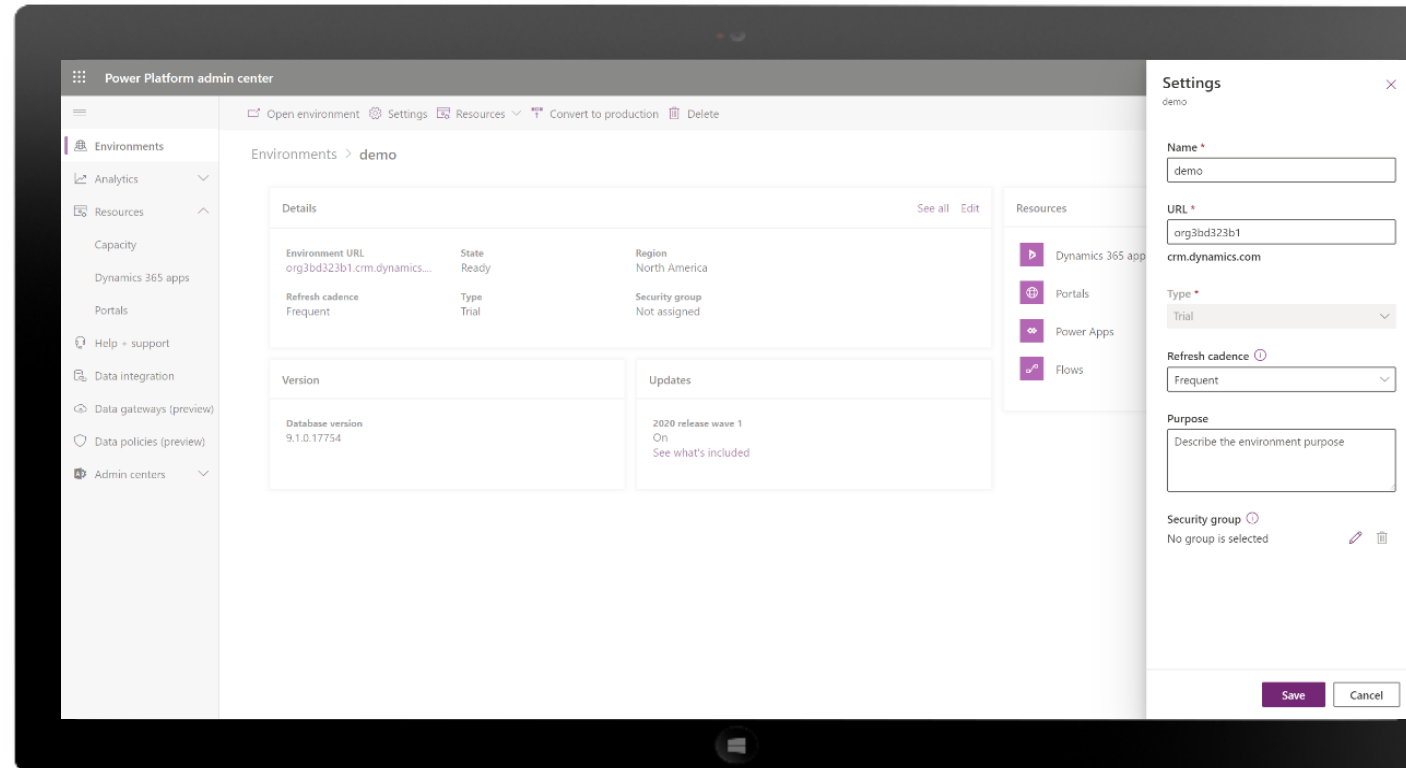 Power Platform admin center
Open environment Settings Resources Convert to production Delete
Environments
Analytics
Resources
Capacity
Dynamics 365 apps
Portals
Help + support
Data integration
Data gateways (preview)
Data policies (preview)
Admin centers
Environments > demo
Details See all Edit
Environment URL State Region
org3bd323b1.crm.dynamics.... Ready North America
Refresh cadence Type Security group
Frequent Trial Not assigned
Version
Database version
9.1.0.17754
Updates
2020 release wave 1
On
See what's included
Resources
Dynamics 365 app
Portals
Power Apps
Flows
Settings
demo
Name *
demo
URL *
org3bd323b1
crm.dynamics.com
Type *
Trial
Refresh cadence
Frequent
Purpose
Describe the environment purpose
Security group
No group is selected
Save Cancel